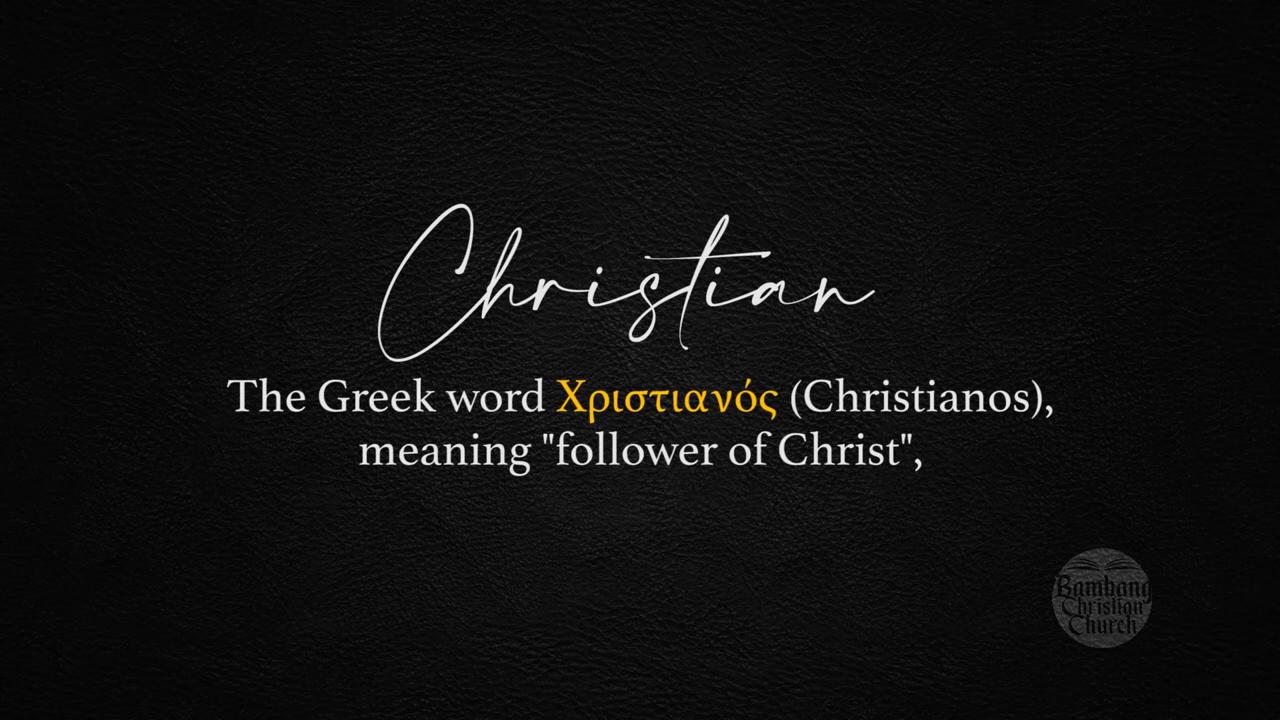 Christian
The Greek word Χριστιανός (Christianos),
meaning "follower of Christ",
Bambang
Christian
Church